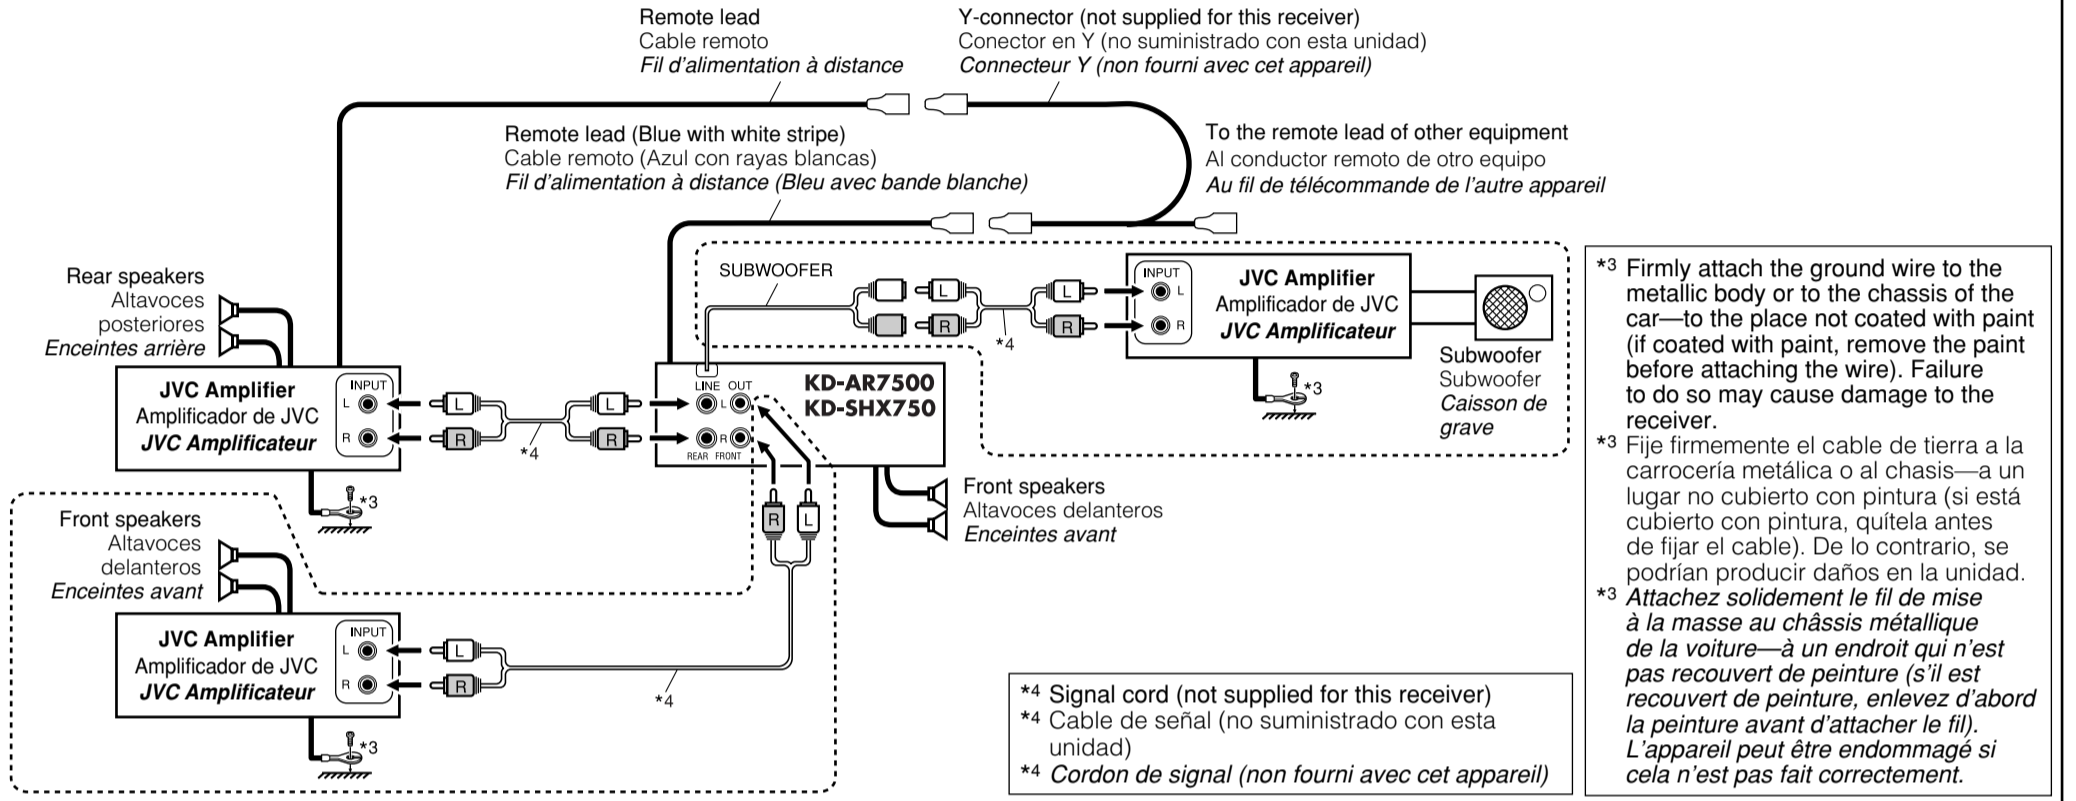 Remote lead
Cable remoto
Fil d'alimentation à distance
Y-connector (not supplied for this receiver)
Conector en Y (no suministrado con esta unidad)
Connecteur Y (non fourni avec cet appareil)
Remote lead (Blue with white stripe)
Cable remoto (Azul con rayas blancas)
Fil d'alimentation à distance (Bleu avec bande blanche)
To the remote lead of other equipment
Al conductor remoto de otro equipo
Au fil de télécommande de l'autre appareil
Rear speakers
Altavoces
posteriores
Enceintes arrière
JVC Amplifier
Amplificador de JVC
JVC Amplificateur
INPUT
L
R
*3
L
R
*4
L
R
SUBWOOFER
LINE OUT
L
R
REAR FRONT
KD-AR7500
KD-SHX750
L
R
*4
L
R
INPUT
L
R
JVC Amplifier
Amplificador de JVC
JVC Amplificateur
*3
Subwoofer
Subwoofer
Caisson de
grave
Front speakers
Altavoces delanteros
Enceintes avant
R
L
Front speakers
Altavoces
delanteros
Enceintes avant
JVC Amplifier
Amplificador de JVC
JVC Amplificateur
INPUT
L
R
*3
L
R
*4
*4 Signal cord (not supplied for this receiver)
*4 Cable de señal (no suministrado con esta
unidad)
*4 Cordon de signal (non fourni avec cet appareil)
*3 Firmly attach the ground wire to the
metallic body or to the chassis of the
car—to the place not coated with paint
(if coated with paint, remove the paint
before attaching the wire). Failure
to do so may cause damage to the
receiver.
*3 Fije firmemente el cable de tierra a la
carrocería metálica o al chasis—a un
lugar no cubierto con pintura (si está
cubierto con pintura, quítela antes
de fijar el cable). De lo contrario, se
podrían producir daños en la unidad.
*3 Attachez solidement le fil de mise
à la masse au châssis métallique
de la voiture—à un endroit qui n'est
pas recouvert de peinture (s'il est
recouvert de peinture, enlevez d'abord
la peinture avant d'attacher le fil).
L'appareil peut être endommagé si
cela n'est pas fait correctement.